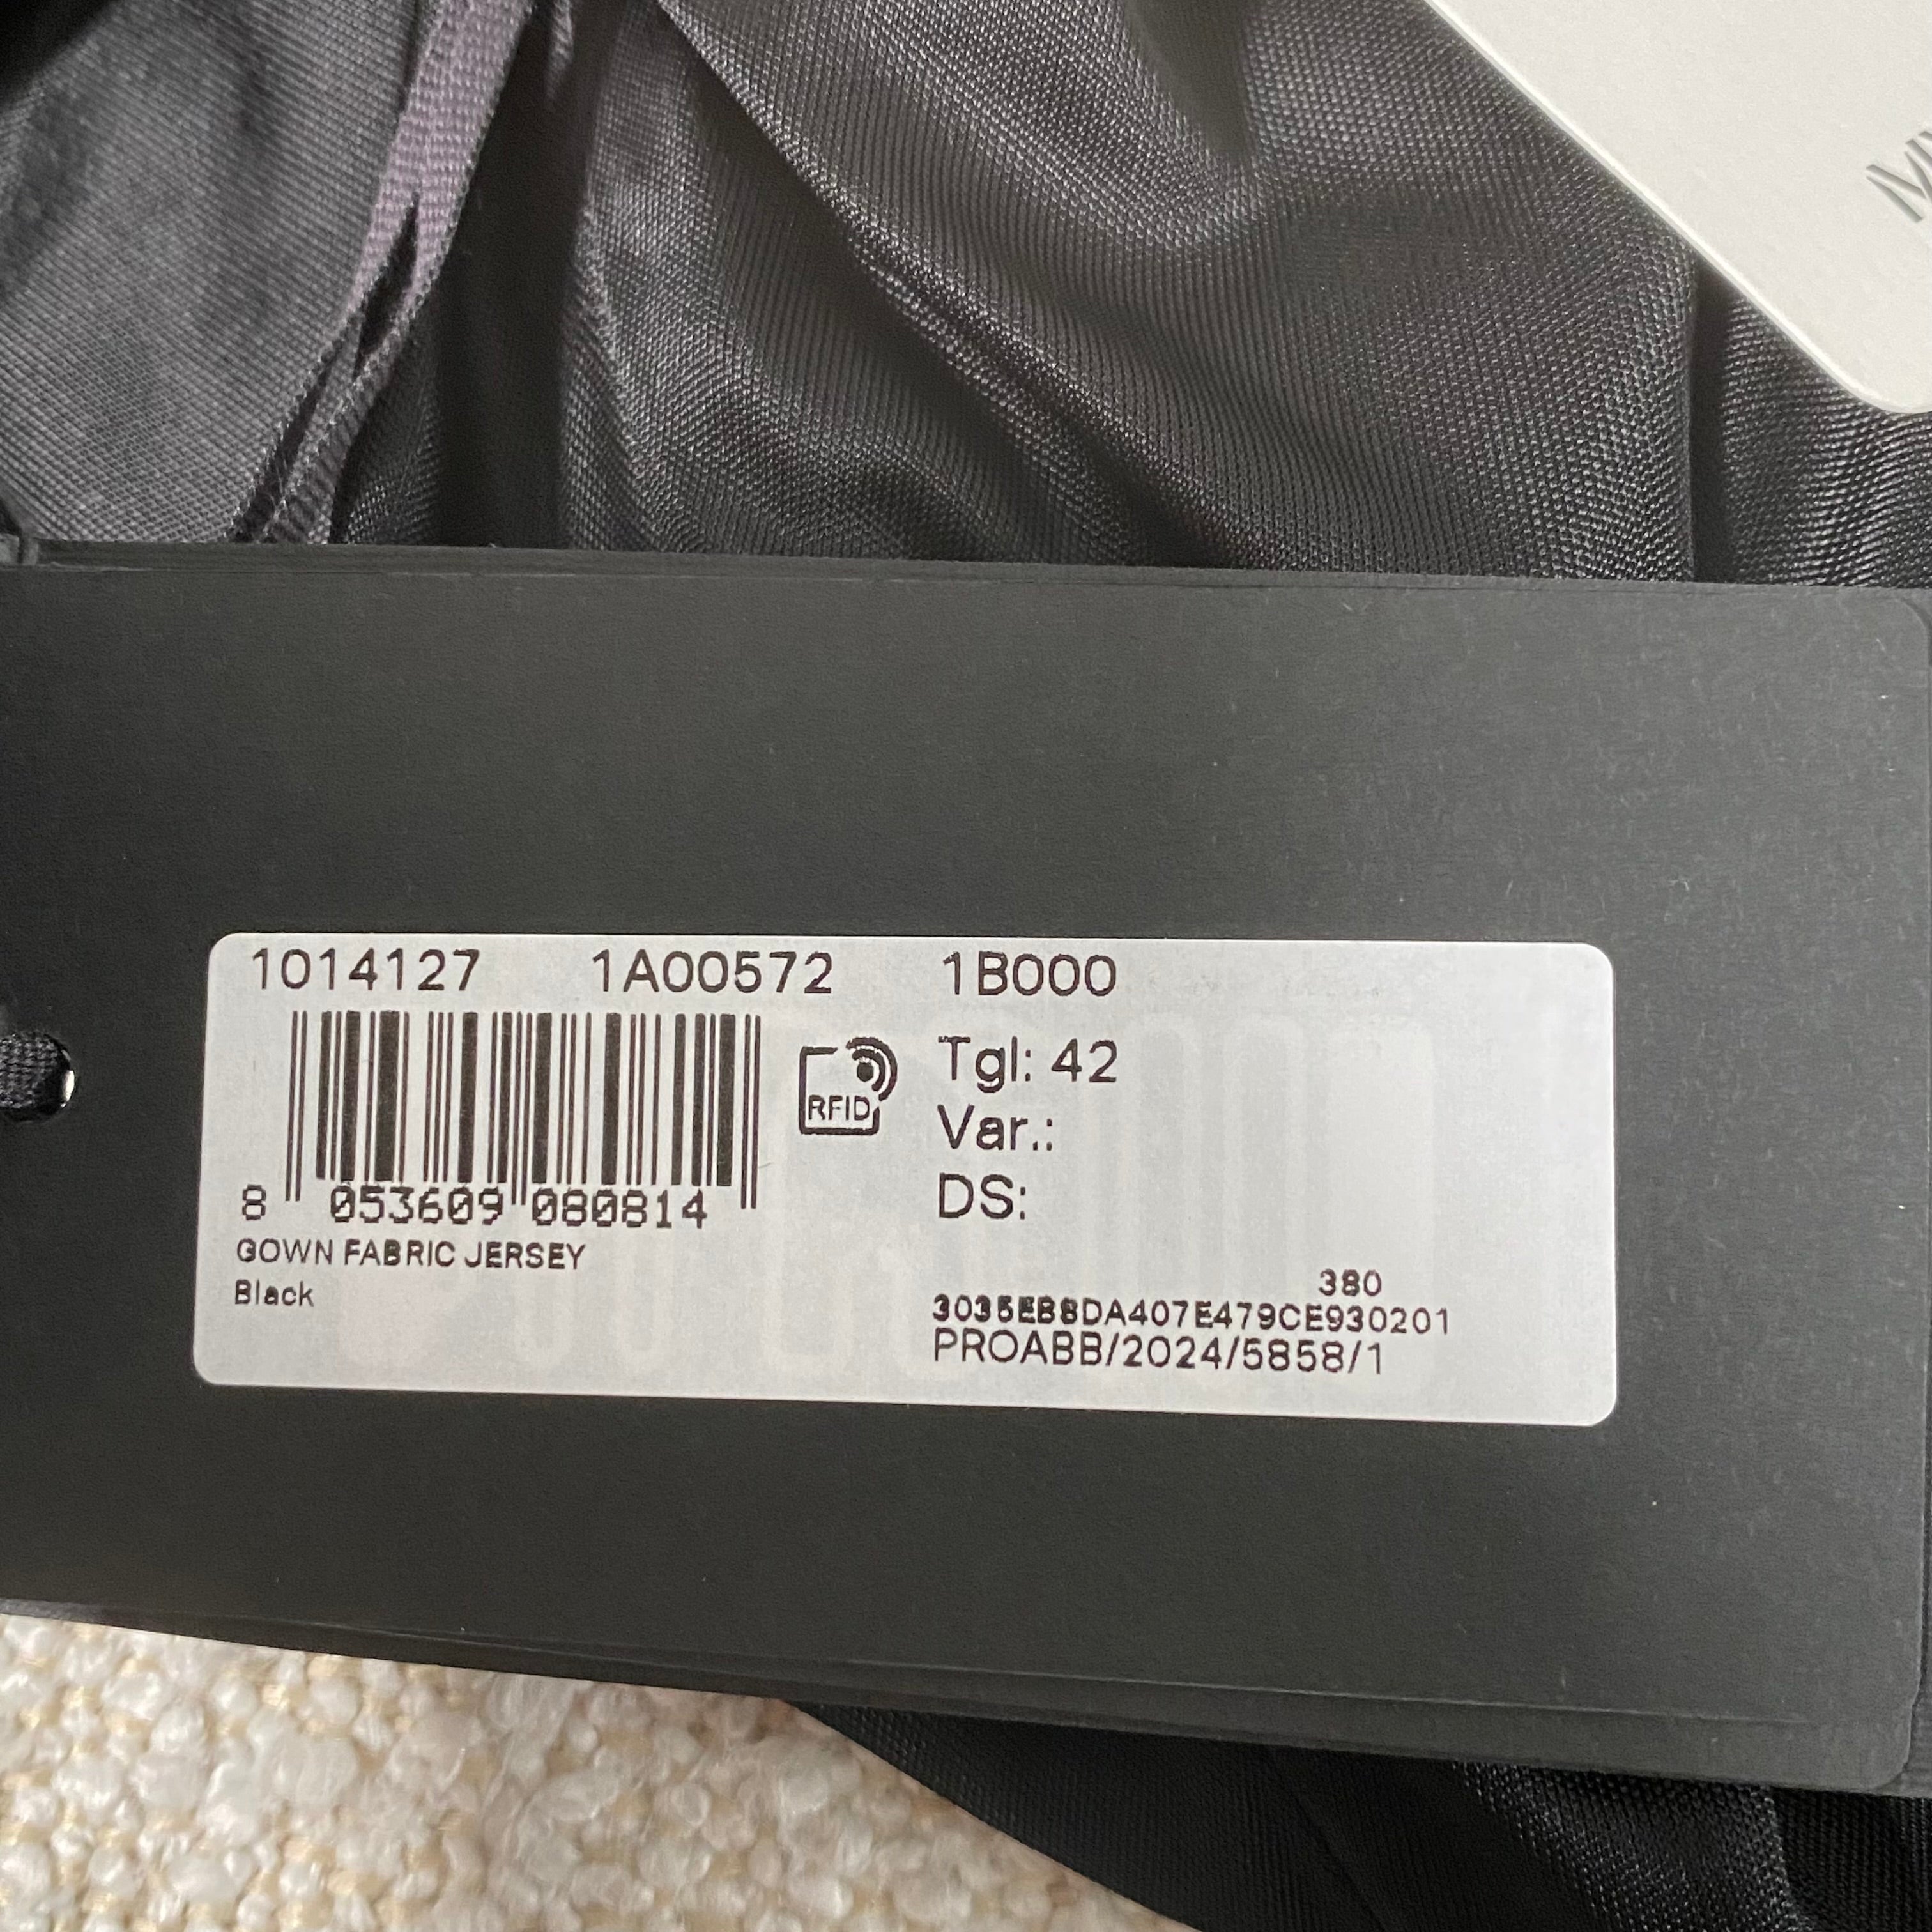 1014127 1A00572 1B000
RFID
Tgl: 42
Var.:
DS:
8 053609 080814
GOWN FABRIC JERSEY
Black
380
3035EB8DA407E479CE930201
PROABB/2024/5858/1